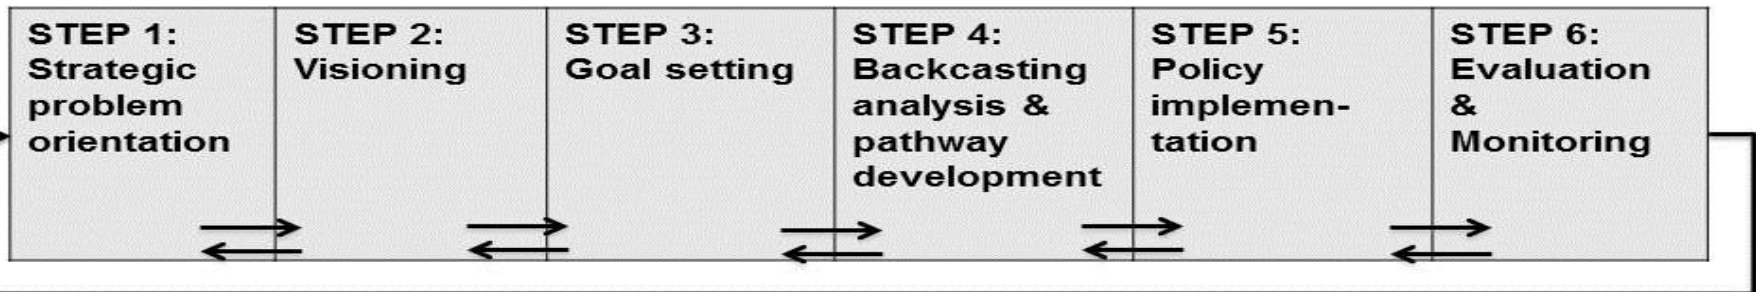 STEP 1:
Strategic
problem
orientation
STEP 2:
Visioning
STEP 3:
Goal setting
STEP 4:
Backcasting
analysis &
pathway
development
STEP 5:
Policy
implemen-
tation
STEP 6:
Evaluation
&
Monitoring